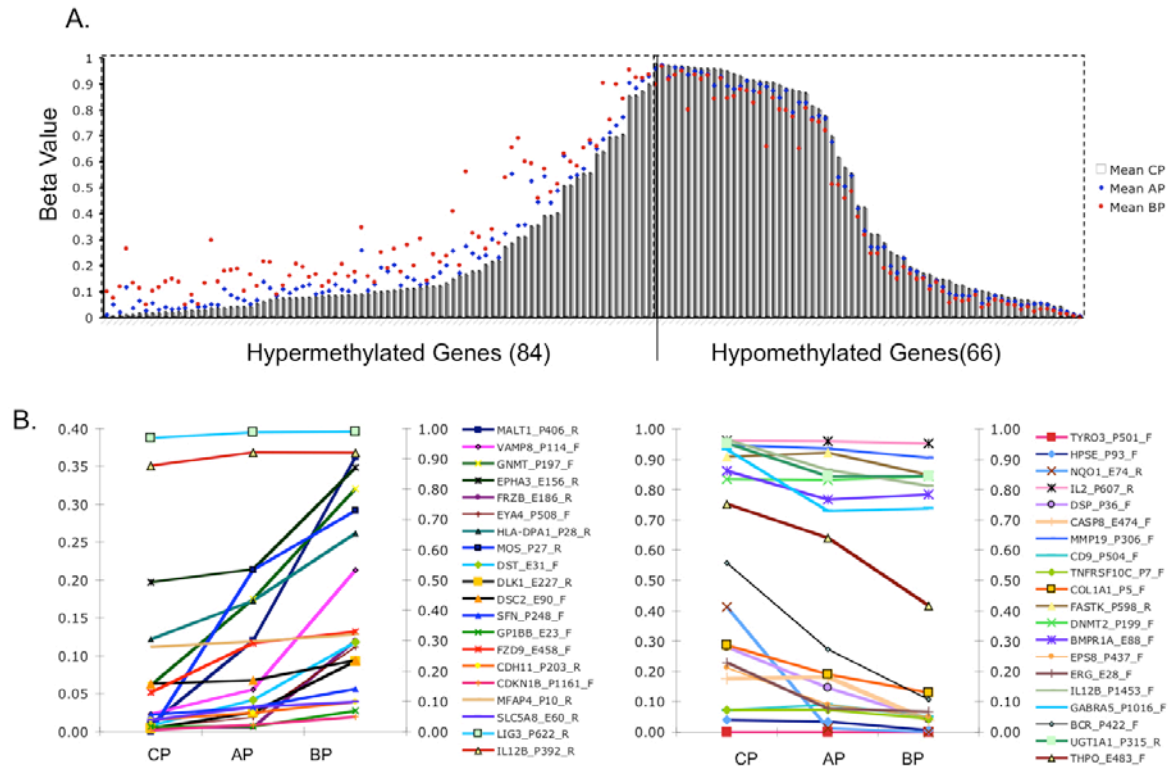 A.
Beta Value
1
0.9
0.8
0.7
0.6
0.5
0.4
0.3
0.2
0.1
0
Mean CP
Mean AP
Mean BP
Hypermethylated Genes (84)
Hypomethylated Genes(66)
B.
0.40
0.35
0.30
0.25
0.20
0.15
0.10
0.05
0.00
CP
AP
BP
1.00
0.90
0.80
0.70
0.60
0.50
0.40
0.30
0.20
0.10
0.00
MALT1_P406_R
VAMP8_P114_F
GNMT_P197_F
EPHA3_E156_R
FRZB_E186_R
EYA4_P508_F
HLA-DPA1_P28_R
MOS_P27_R
DST_E31_F
DLK1_E227_R
DSC2_E90_F
SFN_P248_F
GP1BB_E23_F
FZD9_E458_F
CDH11_P203_R
CDKN1B_P1161_F
MFAP4_P10_R
SLC5A8_E60_R
LIG3_P622_R
IL12B_P392_R
1.00
0.90
0.80
0.70
0.60
0.50
0.40
0.30
0.20
0.10
0.00
CP
AP
BP
1.00
0.90
0.80
0.70
0.60
0.50
0.40
0.30
0.20
0.10
0.00
TYRO3_P501_F
HPSE_P93_F
NQO1_E74_R
IL2_P607_R
DSP_P36_F
CASP8_E474_F
MMP19_P306_F
CD9_P504_F
TNFRSF10C_P7_F
COL1A1_P5_F
FASTK_P598_R
DNMT2_P199_F
BMPR1A_E88_F
EPS8_P437_F
ERG_E28_F
IL12B_P1453_F
GABRA5_P1016_F
BCR_P422_F
UGT1A1_P315_R
THPO_E483_F